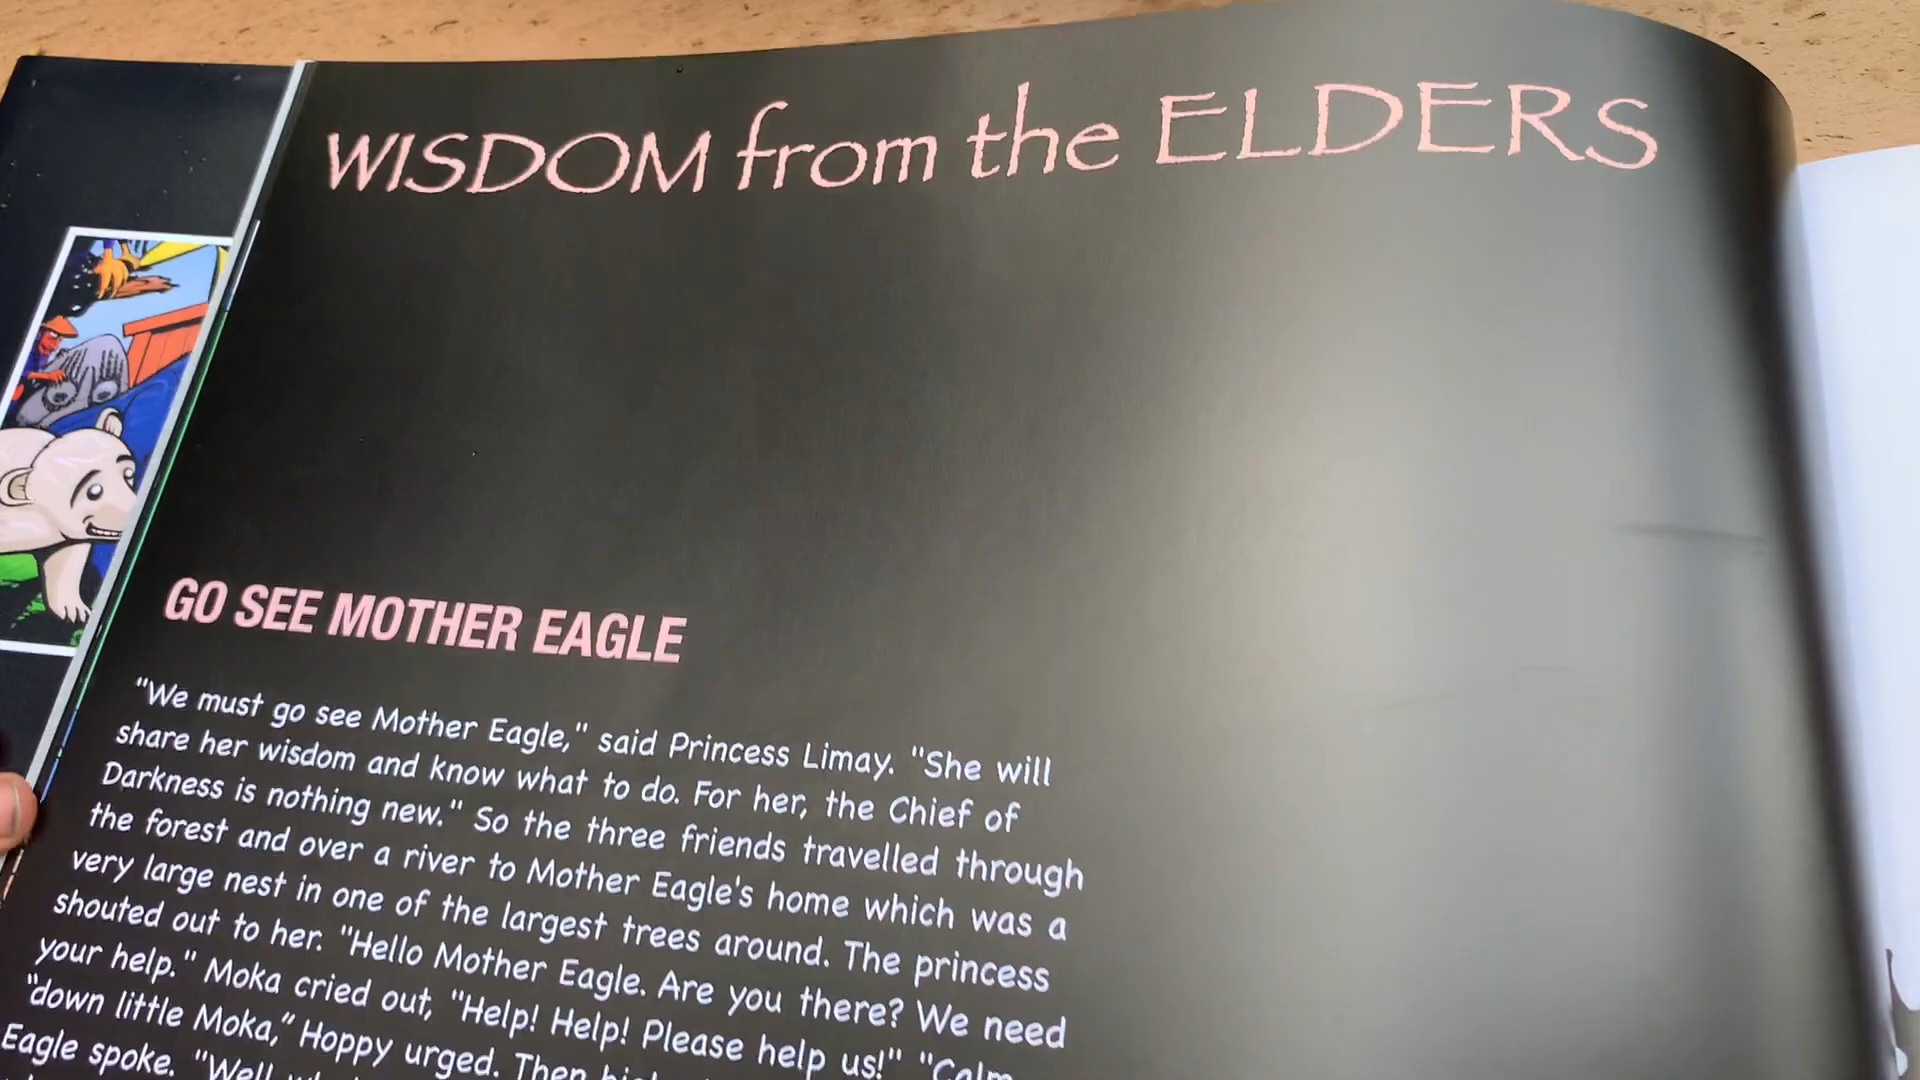 WISDOM from the ELDERS
GO SEE MOTHER EAGLE
"We must go see Mother Eagle," said Princess Limay. "She will
share her wisdom and know what to do. For her, the Chief of
Darkness is nothing new." So the three friends travelled through
the forest and over a river to Mother Eagle's home which was a
very large nest in one of the largest trees around. The princess
shouted out to her. "Hello Mother Eagle. Are you there? We need
your help." Moka cried out, "Help! Help! Please help us!" "Calm
"down little Moka," Hoppy urged. Then
Eagle spoke. "Well